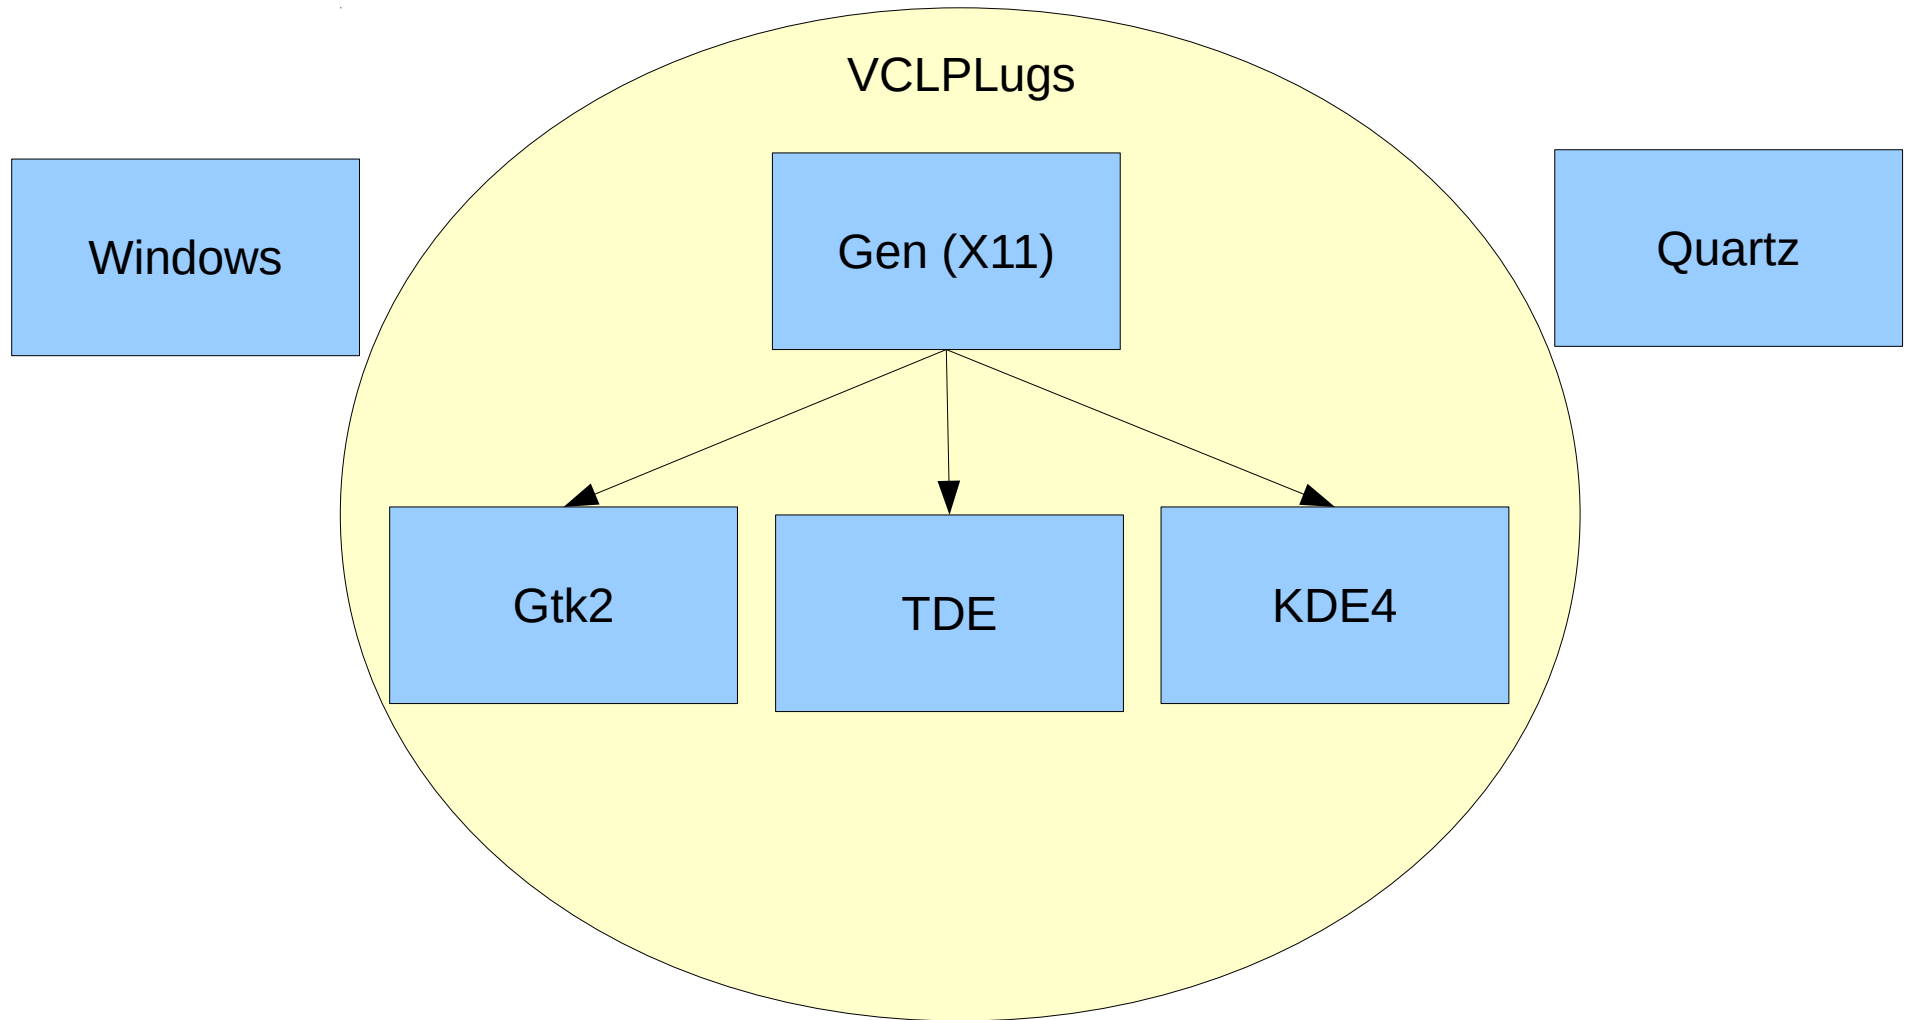 VCLPLugs
Windows
Gen (X11)
Quartz
Gtk2
TDE
KDE4